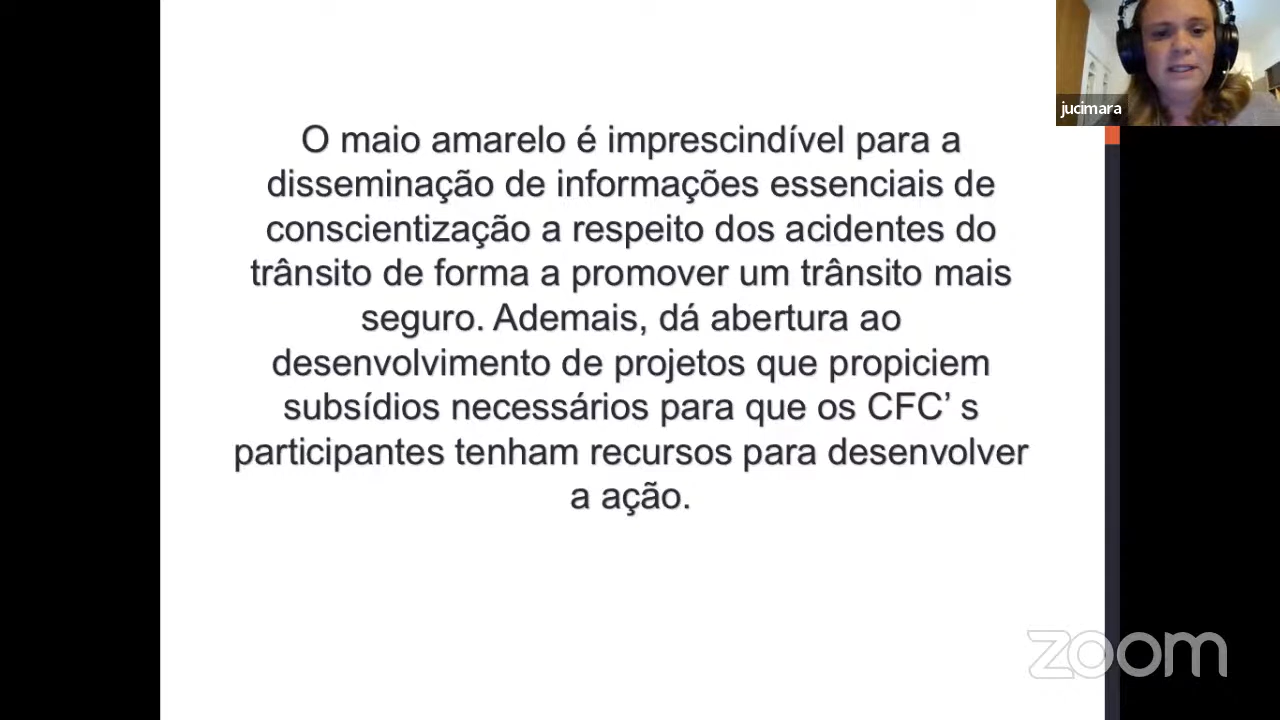 jucimara
O maio amarelo é imprescindível para a
disseminação de informações essenciais de
conscientização a respeito dos acidentes do
trânsito de forma a promover um trânsito mais
seguro. Ademais, dá abertura ao
desenvolvimento de projetos que propiciem
subsídios necessários para que os CFC’ s
participantes tenham recursos para desenvolver
a ação.
zoom